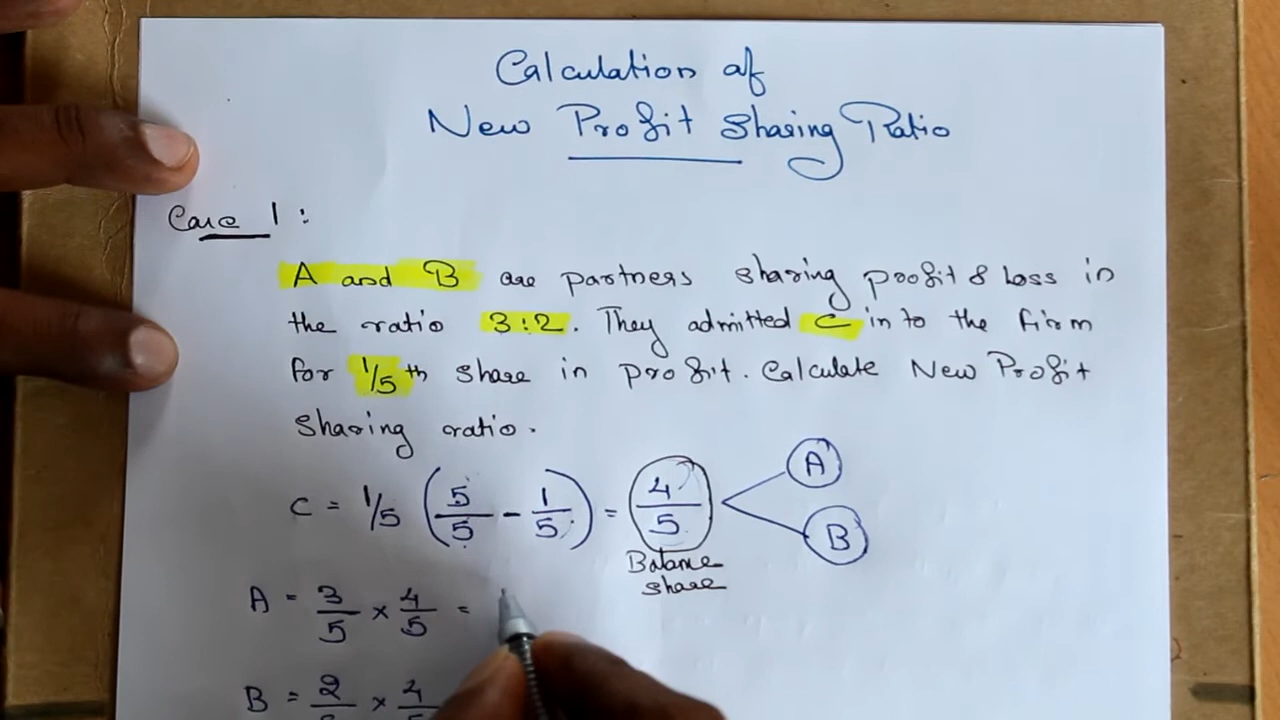 Calculation of
New Profit Sharing Ratio
Case 1 :
A and B are partners sharing profit & Loss in
the ratio 3:2. They admitted C in to the firm
for 1/5 th share in profit. Calculate New Profit
Sharing ratio.
C = 1/5 (5/5 - 1/5) = 4/5 A
B
Balance
share
A = 3/5 × 4/5 =
B = 2/ × 4/